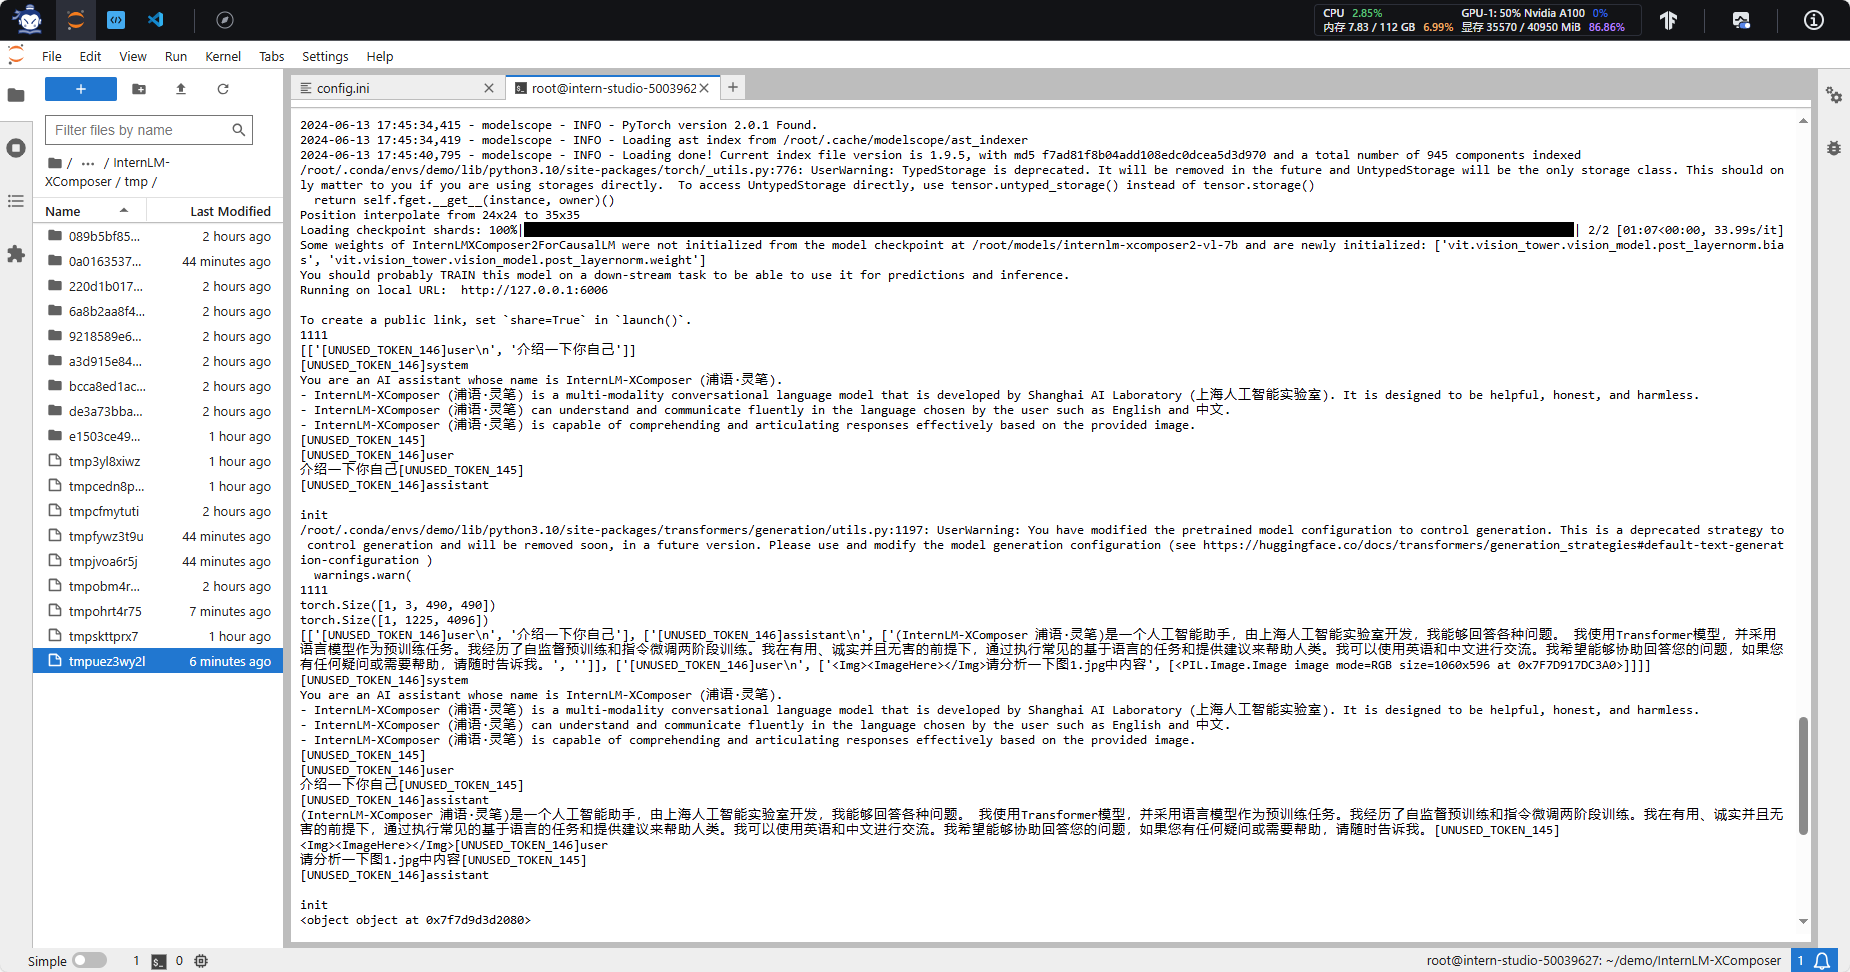 CPU 2.85% GPU-1: 50% Nvidia A100 0%
内存 7.83 / 112 GB 6.99% 显存 35570 / 40950 MiB 86.86%
File Edit View Run Kernel Tabs Settings Help
+
Filter files by name
/ ··· / InternLM-
XComposer / tmp /
Name Last Modified
089b5bf85... 2 hours ago
0a0163537... 44 minutes ago
220d1b017... 2 hours ago
6a8b2aa8f4... 2 hours ago
9218589e6... 2 hours ago
a3d915e84... 2 hours ago
bcca8ed1ac... 2 hours ago
de3a73bba... 2 hours ago
e1503ce49... 1 hour ago
tmp3yl8xiwz 1 hour ago
tmpcedn8p... 1 hour ago
tmpcfmytuti 2 hours ago
tmpfywz3t9u 44 minutes ago
tmpjvoa6r5j 44 minutes ago
tmpobm4r... 2 hours ago
tmpohrt4r75 7 minutes ago
tmpskttprx7 1 hour ago
tmpuez3wy2l 6 minutes ago
config.ini
root@intern-studio-5003962
2024-06-13 17:45:34,415 - modelscope - INFO - PyTorch version 2.0.1 Found.
2024-06-13 17:45:34,419 - modelscope - INFO - Loading ast index from /root/.cache/modelscope/ast_indexer
2024-06-13 17:45:40,795 - modelscope - INFO - Loading done! Current index file version is 1.9.5, with md5 f7ad81f8b04add108edc0dcea5d3d970 and a total number of 945 components indexed
/root/.conda/envs/demo/lib/python3.10/site-packages/torch/_utils.py:776: UserWarning: TypedStorage is deprecated. It will be removed in the future and UntypedStorage will be the only storage class. This should on
ly matter to you if you are using storages directly.  To access UntypedStorage directly, use tensor.untyped_storage() instead of tensor.storage()
  return self.fget.__get__(instance, owner)()
Position interpolate from 24x24 to 35x35
Loading checkpoint shards: 100%| | 2/2 [01:07<00:00, 33.99s/it]
Some weights of InternLMXComposer2ForCausalLM were not initialized from the model checkpoint at /root/models/internlm-xcomposer2-vl-7b and are newly initialized: ['vit.vision_tower.vision_model.post_layernorm.bia
s', 'vit.vision_tower.vision_model.post_layernorm.weight']
You should probably TRAIN this model on a down-stream task to be able to use it for predictions and inference.
Running on local URL:  http://127.0.0.1:6006
To create a public link, set `share=True` in `launch()`.
1111
[['[UNUSED_TOKEN_146]user\n', '介绍一下你自己']]
[UNUSED_TOKEN_146]system
You are an AI assistant whose name is InternLM-XComposer (浦语·灵笔).
- InternLM-XComposer (浦语·灵笔) is a multi-modality conversational language model that is developed by Shanghai AI Laboratory (上海人工智能实验室). It is designed to be helpful, honest, and harmless.
- InternLM-XComposer (浦语·灵笔) can understand and communicate fluently in the language chosen by the user such as English and 中文.
- InternLM-XComposer (浦语·灵笔) is capable of comprehending and articulating responses effectively based on the provided image.
[UNUSED_TOKEN_145]
[UNUSED_TOKEN_146]user
介绍一下你自己[UNUSED_TOKEN_145]
[UNUSED_TOKEN_146]assistant
init
/root/.conda/envs/demo/lib/python3.10/site-packages/transformers/generation/utils.py:1197: UserWarning: You have modified the pretrained model configuration to control generation. This is a deprecated strategy to
 control generation and will be removed soon, in a future version. Please use and modify the model generation configuration (see https://huggingface.co/docs/transformers/generation_strategies#default-text-generat
ion-configuration )
  warnings.warn(
1111
torch.Size([1, 3, 490, 490])
torch.Size([1, 1225, 4096])
[['[UNUSED_TOKEN_146]user\n', '介绍一下你自己'], ['[UNUSED_TOKEN_146]assistant\n', ['(InternLM-XComposer 浦语·灵笔)是一个人工智能助手，由上海人工智能实验室开发，我能够回答各种问题。 我使用Transformer模型，并采用
语言模型作为预训练任务。我经历了自监督预训练和指令微调两阶段训练。我在有用、诚实并且无害的前提下，通过执行常见的基于语言的任务和提供建议来帮助人类。我可以使用英语和中文进行交流。我希望能够协助回答您的问题，如果您
有任何疑问或需要帮助，请随时告诉我。', '']], ['[UNUSED_TOKEN_146]user\n', ['<Img><ImageHere></Img>请分析一下图1.jpg中内容', [<PIL.Image.Image image mode=RGB size=1060x596 at 0x7F7D917DC3A0>]]]]
[UNUSED_TOKEN_146]system
You are an AI assistant whose name is InternLM-XComposer (浦语·灵笔).
- InternLM-XComposer (浦语·灵笔) is a multi-modality conversational language model that is developed by Shanghai AI Laboratory (上海人工智能实验室). It is designed to be helpful, honest, and harmless.
- InternLM-XComposer (浦语·灵笔) can understand and communicate fluently in the language chosen by the user such as English and 中文.
- InternLM-XComposer (浦语·灵笔) is capable of comprehending and articulating responses effectively based on the provided image.
[UNUSED_TOKEN_145]
[UNUSED_TOKEN_146]user
介绍一下你自己[UNUSED_TOKEN_145]
[UNUSED_TOKEN_146]assistant
(InternLM-XComposer 浦语·灵笔)是一个人工智能助手，由上海人工智能实验室开发，我能够回答各种问题。 我使用Transformer模型，并采用语言模型作为预训练任务。我经历了自监督预训练和指令微调两阶段训练。我在有用、诚实并且无
害的前提下，通过执行常见的基于语言的任务和提供建议来帮助人类。我可以使用英语和中文进行交流。我希望能够协助回答您的问题，如果您有任何疑问或需要帮助，请随时告诉我。[UNUSED_TOKEN_145]
<Img><ImageHere></Img>[UNUSED_TOKEN_146]user
请分析一下图1.jpg中内容[UNUSED_TOKEN_145]
[UNUSED_TOKEN_146]assistant
init
<object object at 0x7f7d9d3d2080>
Simple 1 0 root@intern-studio-50039627: ~/demo/InternLM-XComposer 1